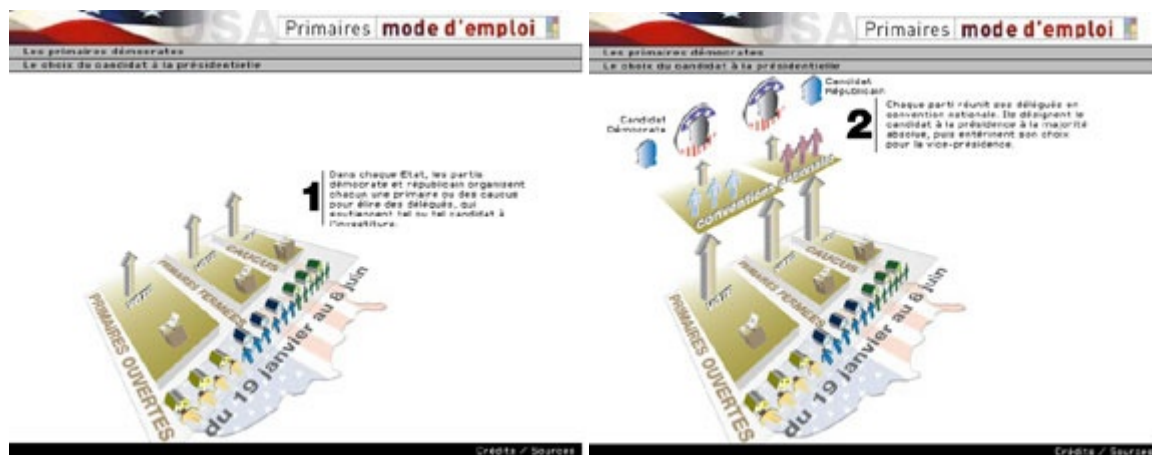 USA
Primaires mode d'emploi
Les primaires démocrates
Le choix du candidat à la présidentielle
1
Dans chaque Etat, les partis
démocrate et républicain organisent
chacun une primaire ou des caucus
pour élire des délégués, qui
soutiennent tel ou tel candidat à
l'investiture.
CAUCUS
PRIMAIRES FERMÉES
PRIMAIRES OUVERTES
du 19 janvier au 8 juin
Crédits / Sources
USA
Primaires mode d'emploi
Les primaires démocrates
Le choix du candidat à la présidentielle
Candidat
Républicain
Candidat
Démocrate
2
Chaque parti réunit ses délégués en
convention nationale. Ils désignent le
candidat à la présidence à la majorité
absolue, puis entérinent son choix
pour la vice-présidence.
conventions nationales
CAUCUS
PRIMAIRES FERMÉES
PRIMAIRES OUVERTES
du 19 janvier au 8 juin
Crédits / Sources